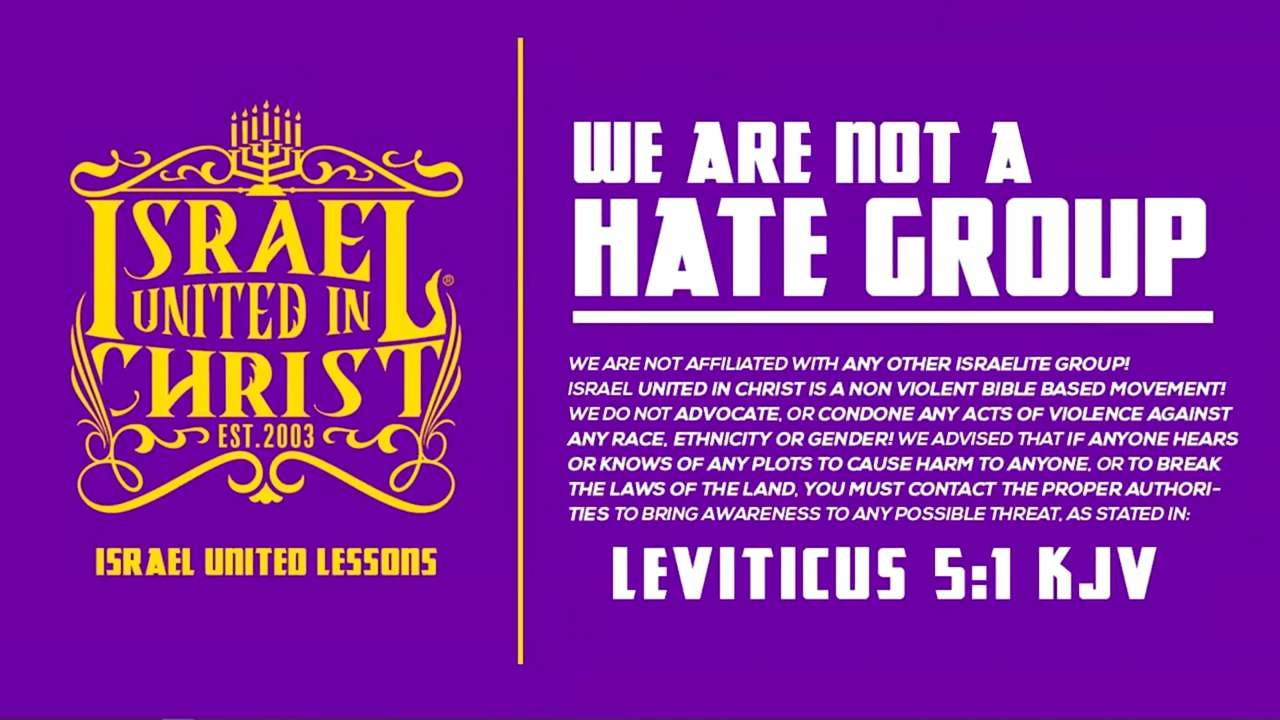 ISRAEL
UNITED IN
CHRIST
®
EST. 2003
ISRAEL UNITED LESSONS
WE ARE NOT A
HATE GROUP
WE ARE NOT AFFILIATED WITH ANY OTHER ISRAELITE GROUP!
ISRAEL UNITED IN CHRIST IS A NON VIOLENT BIBLE BASED MOVEMENT!
WE DO NOT ADVOCATE, OR CONDONE ANY ACTS OF VIOLENCE AGAINST
ANY RACE, ETHNICITY OR GENDER! WE ADVISED THAT IF ANYONE HEARS
OR KNOWS OF ANY PLOTS TO CAUSE HARM TO ANYONE, OR TO BREAK
THE LAWS OF THE LAND, YOU MUST CONTACT THE PROPER AUTHORI-
TIES TO BRING AWARENESS TO ANY POSSIBLE THREAT, AS STATED IN:
LEVITICUS 5:1 KJV